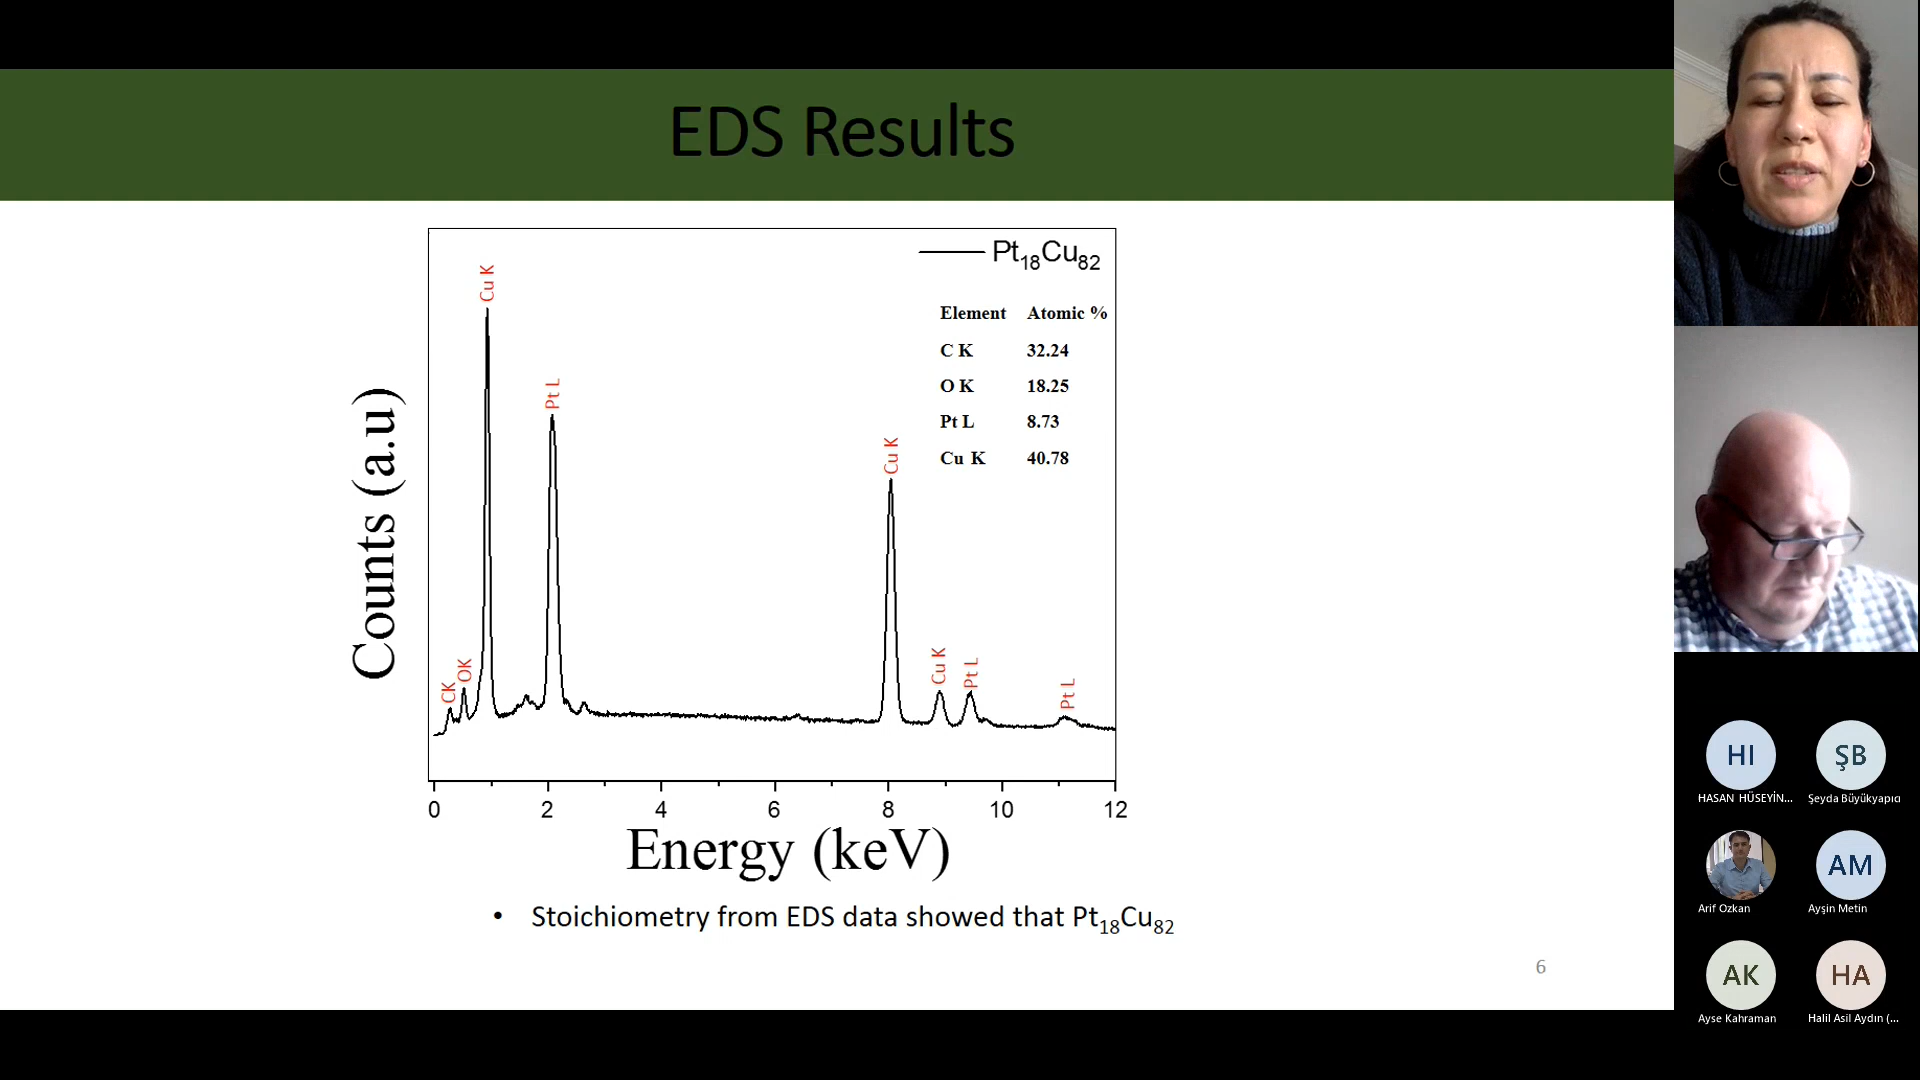 EDS Results
Pt₁₈Cu₈₂
Element Atomic %
C K 32.24
O K 18.25
Pt L 8.73
Cu K 40.78
CK
OK
Cu K
Pt L
Cu K
Cu K
Pt L
Pt L
Counts (a.u)
0 2 4 6 8 10 12
Energy (keV)
• Stoichiometry from EDS data showed that Pt₁₈Cu₈₂
6
HI
HASAN HÜSEYİN...
ŞB
Şeyda Büyükyapıcı
Arif Ozkan
AM
Ayşin Metin
AK
Ayse Kahraman
HA
Halil Asil Aydın (...